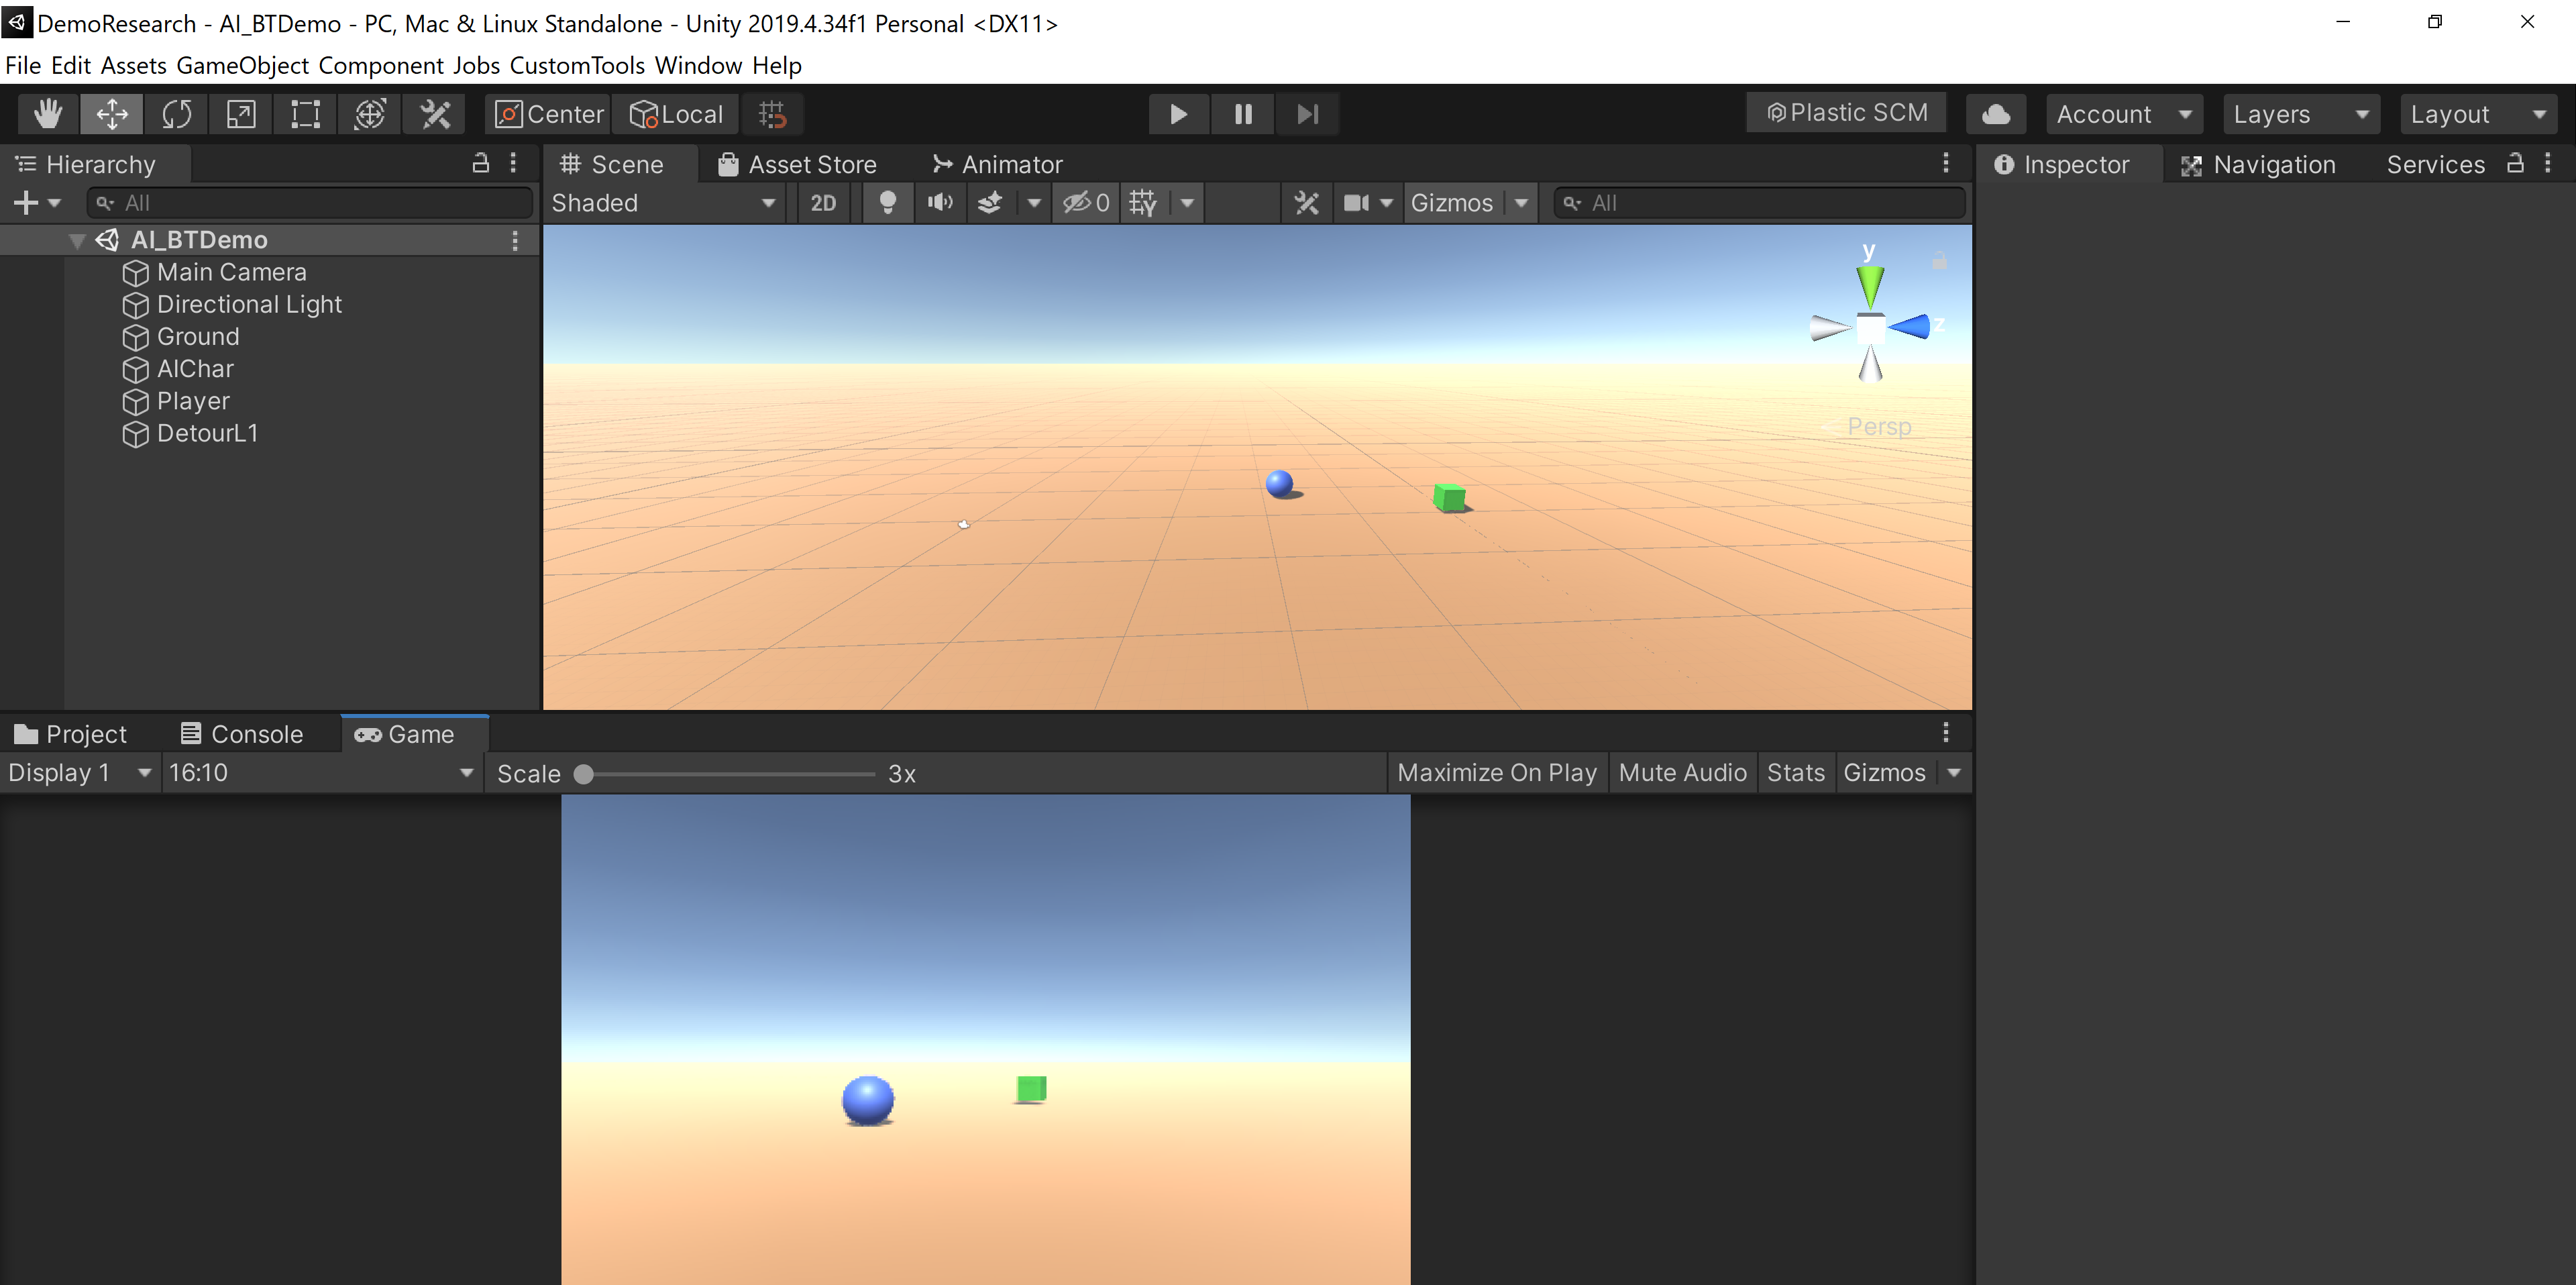 DemoResearch - AI_BTDemo - PC, Mac & Linux Standalone - Unity 2019.4.34f1 Personal <DX11>
File Edit Assets GameObject Component Jobs CustomTools Window Help
Center Local Plastic SCM Account Layers Layout
Hierarchy
All
AI_BTDemo
Main Camera
Directional Light
Ground
AIChar
Player
DetourL1
Scene Asset Store Animator
Shaded 2D 0 Gizmos All
y
z
Persp
Inspector Navigation Services
Project Console Game
Display 1 16:10 Scale 3x Maximize On Play Mute Audio Stats Gizmos